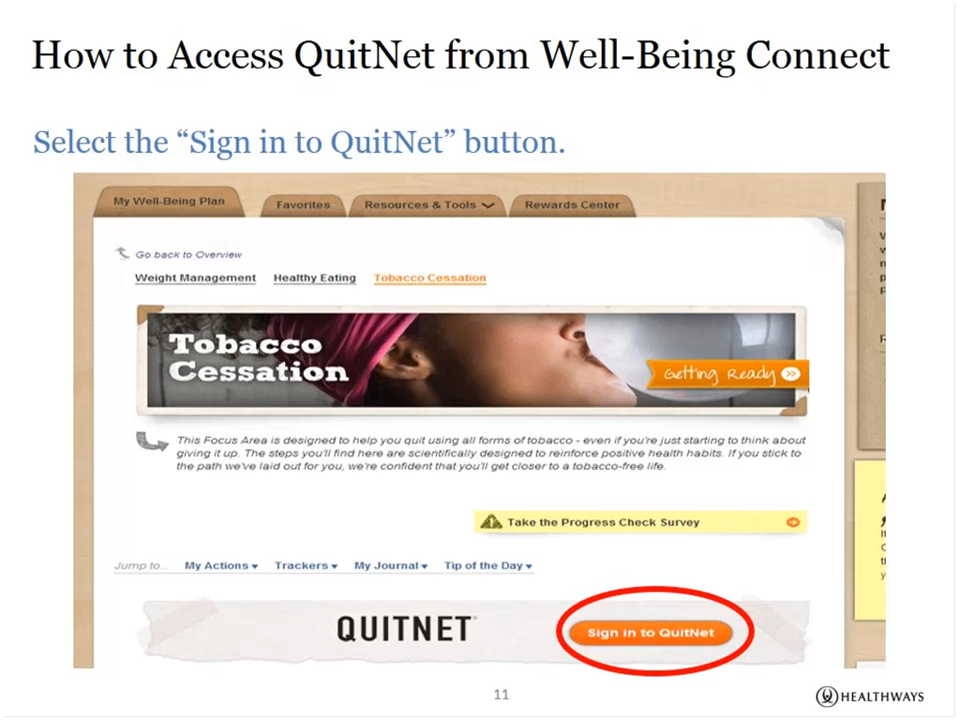 How to Access QuitNet from Well-Being Connect
Select the “Sign in to QuitNet” button.
My Well-Being Plan
Favorites
Resources & Tools
Rewards Center
Go back to Overview
Weight Management
Healthy Eating
Tobacco Cessation
Tobacco
Cessation
Getting Ready
This Focus Area is designed to help you quit using all forms of tobacco - even if you're just starting to think about
giving it up. The steps you'll find here are scientifically designed to reinforce positive health habits. If you stick to
the path we've laid out for you, we're confident that you'll get closer to a tobacco-free life.
Take the Progress Check Survey
Jump to...
My Actions
Trackers
My Journal
Tip of the Day
QUITNET
Sign in to QuitNet
11
HEALTHWAYS